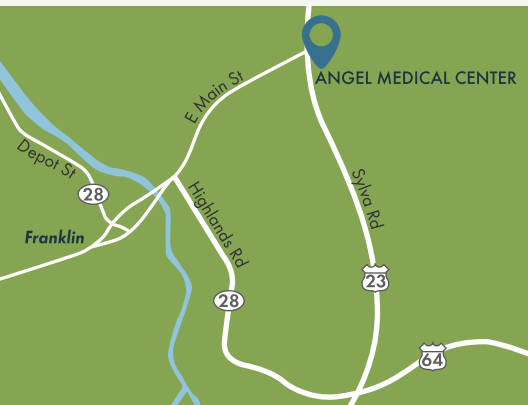 ANGEL MEDICAL CENTER
E Main St
Depot St
28
Highlands Rd
Sylva Rd
Franklin
23
28
64